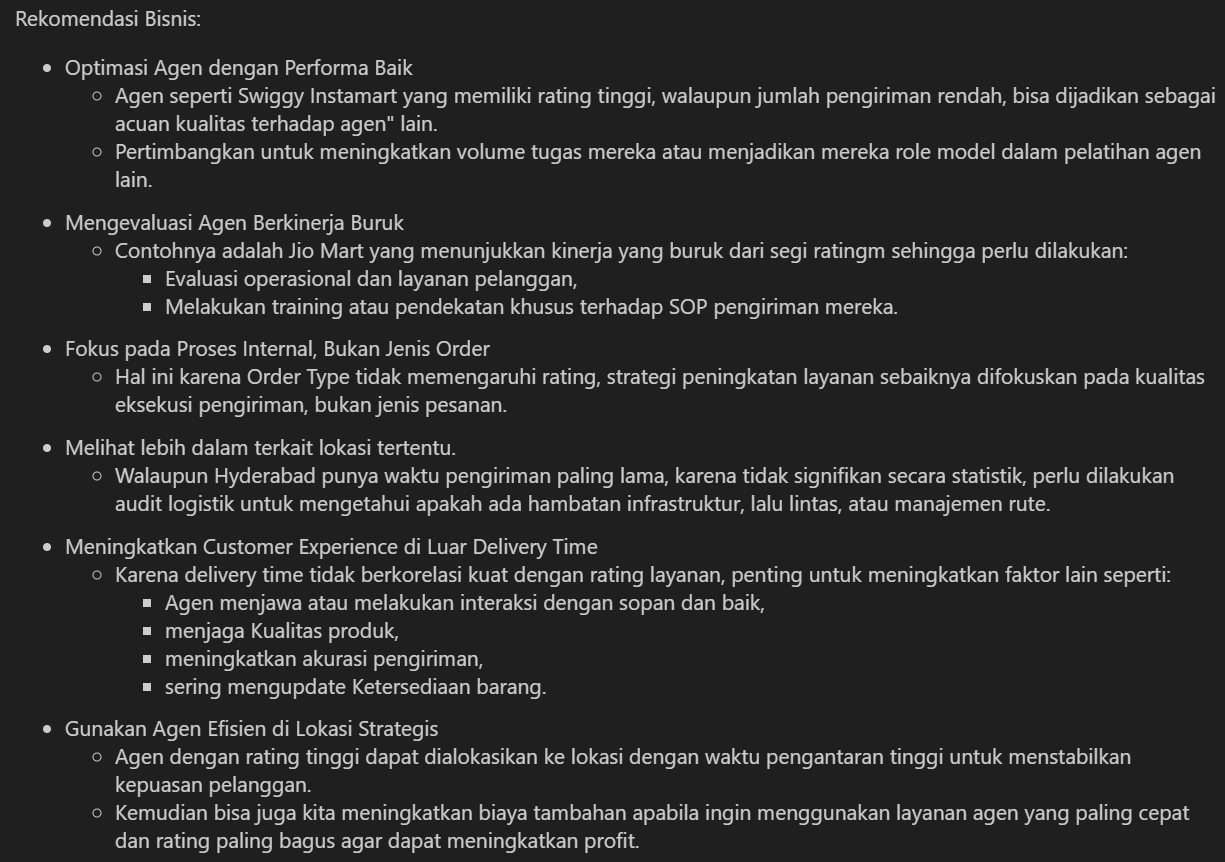 Rekomendasi Bisnis:
Optimasi Agen dengan Performa Baik
Agen seperti Swiggy Instamart yang memiliki rating tinggi, walaupun jumlah pengiriman rendah, bisa dijadikan sebagai
acuan kualitas terhadap agen" lain.
Pertimbangkan untuk meningkatkan volume tugas mereka atau menjadikan mereka role model dalam pelatihan agen
lain.
Mengevaluasi Agen Berkinerja Buruk
Contohnya adalah Jio Mart yang menunjukkan kinerja yang buruk dari segi ratingm sehingga perlu dilakukan:
Evaluasi operasional dan layanan pelanggan,
Melakukan training atau pendekatan khusus terhadap SOP pengiriman mereka.
Fokus pada Proses Internal, Bukan Jenis Order
Hal ini karena Order Type tidak memengaruhi rating, strategi peningkatan layanan sebaiknya difokuskan pada kualitas
eksekusi pengiriman, bukan jenis pesanan.
Melihat lebih dalam terkait lokasi tertentu.
Walaupun Hyderabad punya waktu pengiriman paling lama, karena tidak signifikan secara statistik, perlu dilakukan
audit logistik untuk mengetahui apakah ada hambatan infrastruktur, lalu lintas, atau manajemen rute.
Meningkatkan Customer Experience di Luar Delivery Time
Karena delivery time tidak berkorelasi kuat dengan rating layanan, penting untuk meningkatkan faktor lain seperti:
Agen menjawa atau melakukan interaksi dengan sopan dan baik,
menjaga Kualitas produk,
meningkatkan akurasi pengiriman,
sering mengupdate Ketersediaan barang.
Gunakan Agen Efisien di Lokasi Strategis
Agen dengan rating tinggi dapat dialokasikan ke lokasi dengan waktu pengantaran tinggi untuk menstabilkan
kepuasan pelanggan.
Kemudian bisa juga kita meningkatkan biaya tambahan apabila ingin menggunakan layanan agen yang paling cepat
dan rating paling bagus agar dapat meningkatkan profit.